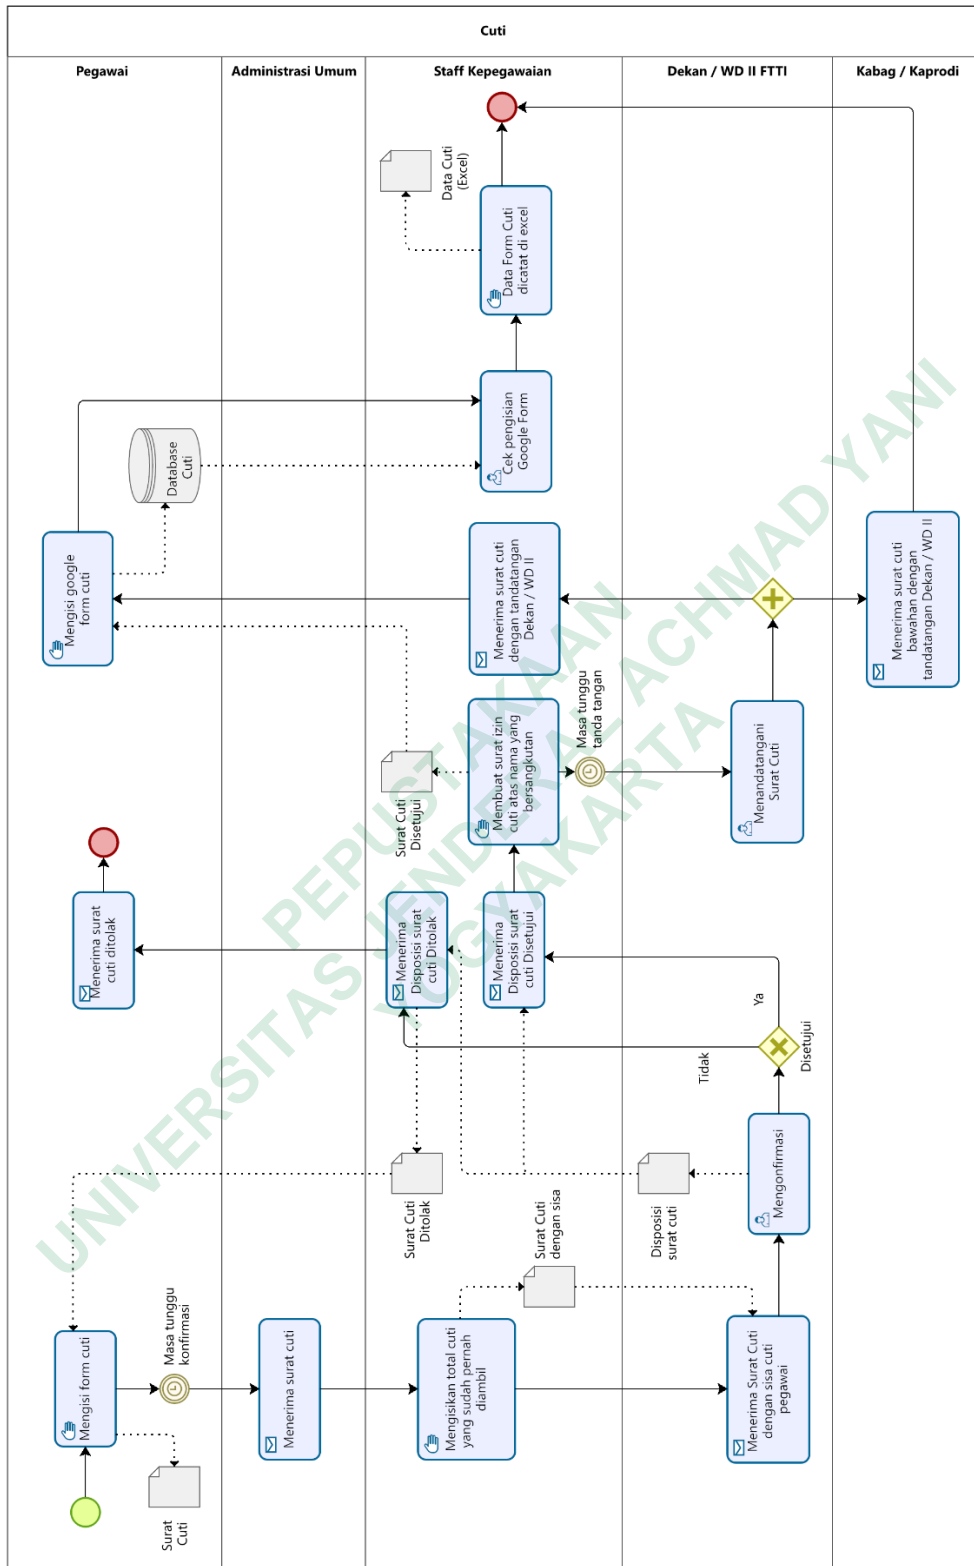 Cuti
Pegawai
Administrasi Umum
Staff Kepegawaian
Dekan / WD II FTTI
Kabag / Kaprodi
Data Cuti
(Excel)
Data Form Cuti
dicatat di excel
Cek pengisian
Google Form
Database
Cuti
Mengisi google
form cuti
Menerima surat cuti
dengan tandatangan
Dekan / WD II
Menerima surat cuti
bawahan dengan
tandatangan Dekan / WD II
Masa tunggu
tanda tangan
Surat Cuti
Disetujui
Membuat surat izin
cuti atas nama yang
bersangkutan
Menandatangani
Surat Cuti
Menerima surat
cuti ditolak
Menerima
Disposisi surat
cuti Ditolak
Menerima
Disposisi surat
cuti Disetujui
Ya
Tidak
Disetujui
Mengonfirmasi
Disposisi
surat cuti
Surat Cuti
Ditolak
Surat Cuti
dengan sisa
Masa tunggu
konfirmasi
Mengisi form cuti
Menerima surat cuti
Mengisikan total cuti
yang sudah pernah
diambil
Menerima Surat Cuti
dengan sisa cuti
pegawai
Surat
Cuti
PEPUSTAKAAN
UNIVERSITAS JENDERAL ACHMAD YANI
YOGYAKARTA